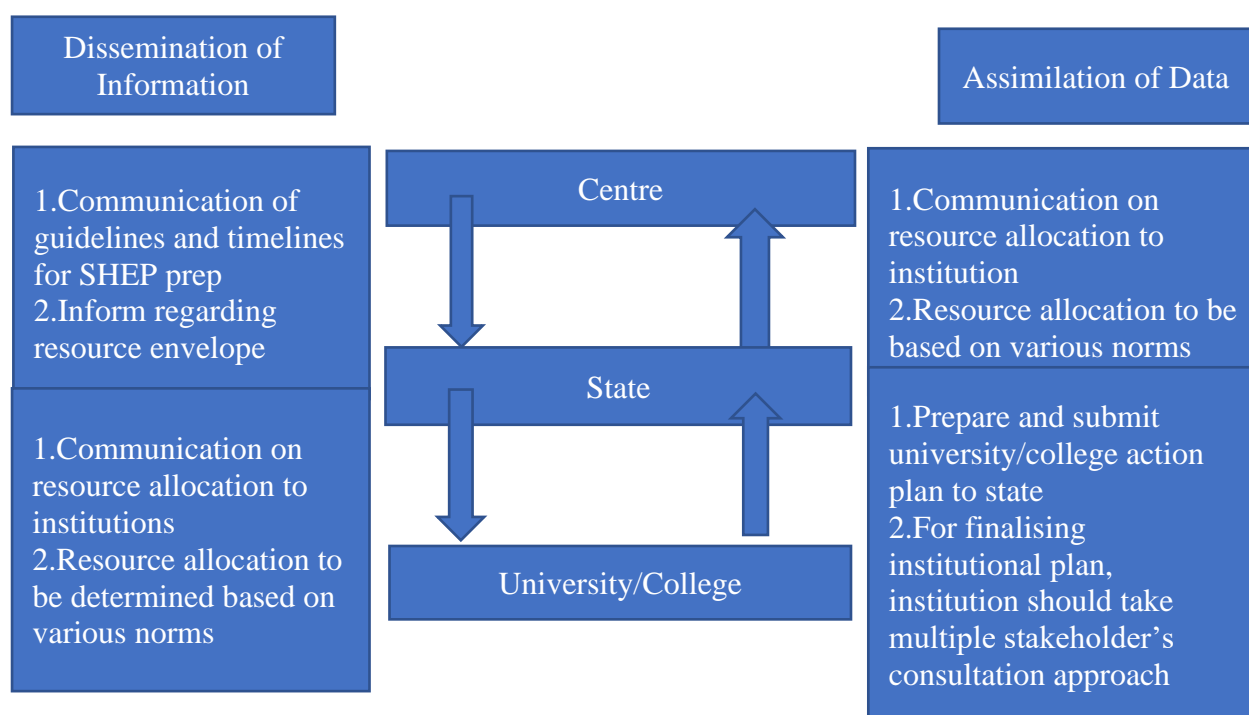 Dissemination of
Information
Assimilation of Data
1.Communication of
guidelines and timelines
for SHEP prep
2.Inform regarding
resource envelope
1.Communication on
resource allocation to
institutions
2.Resource allocation to
be determined based on
various norms
Centre
State
University/College
1.Communication on
resource allocation to
institution
2.Resource allocation to be
based on various norms
1.Prepare and submit
university/college action
plan to state
2.For finalising
institutional plan,
institution should take
multiple stakeholder’s
consultation approach